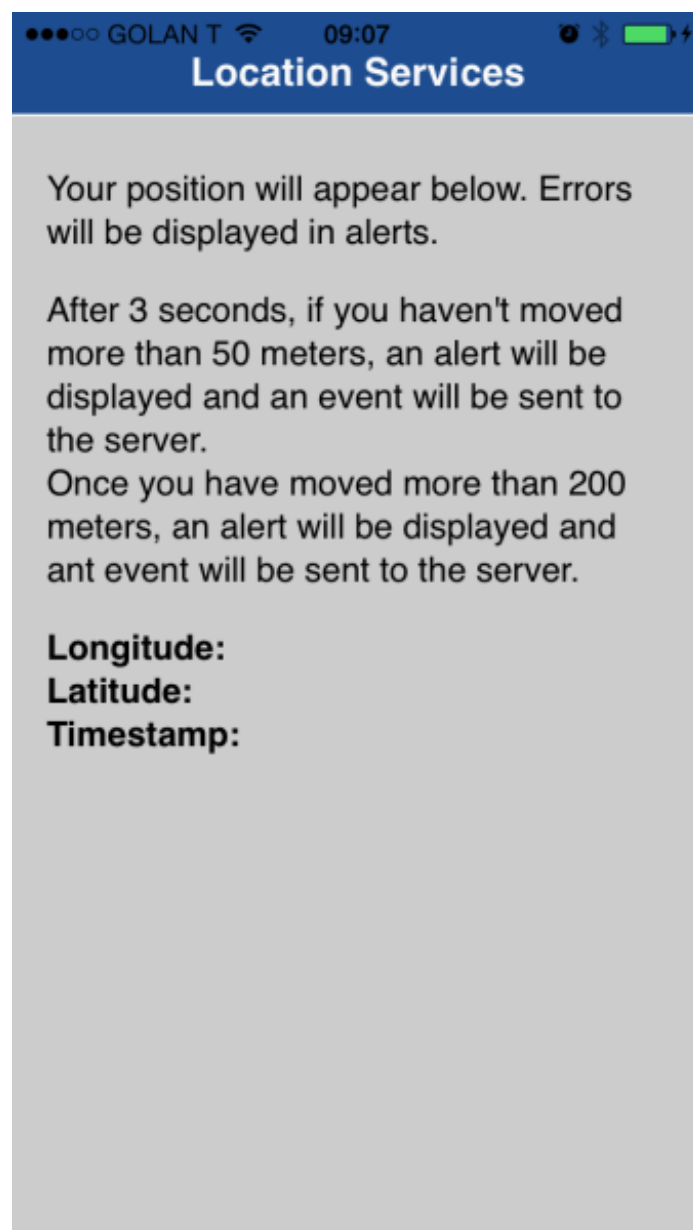 GOLAN T 09:07
Location Services
Your position will appear below. Errors
will be displayed in alerts.
After 3 seconds, if you haven't moved
more than 50 meters, an alert will be
displayed and an event will be sent to
the server.
Once you have moved more than 200
meters, an alert will be displayed and
ant event will be sent to the server.
Longitude:
Latitude:
Timestamp: